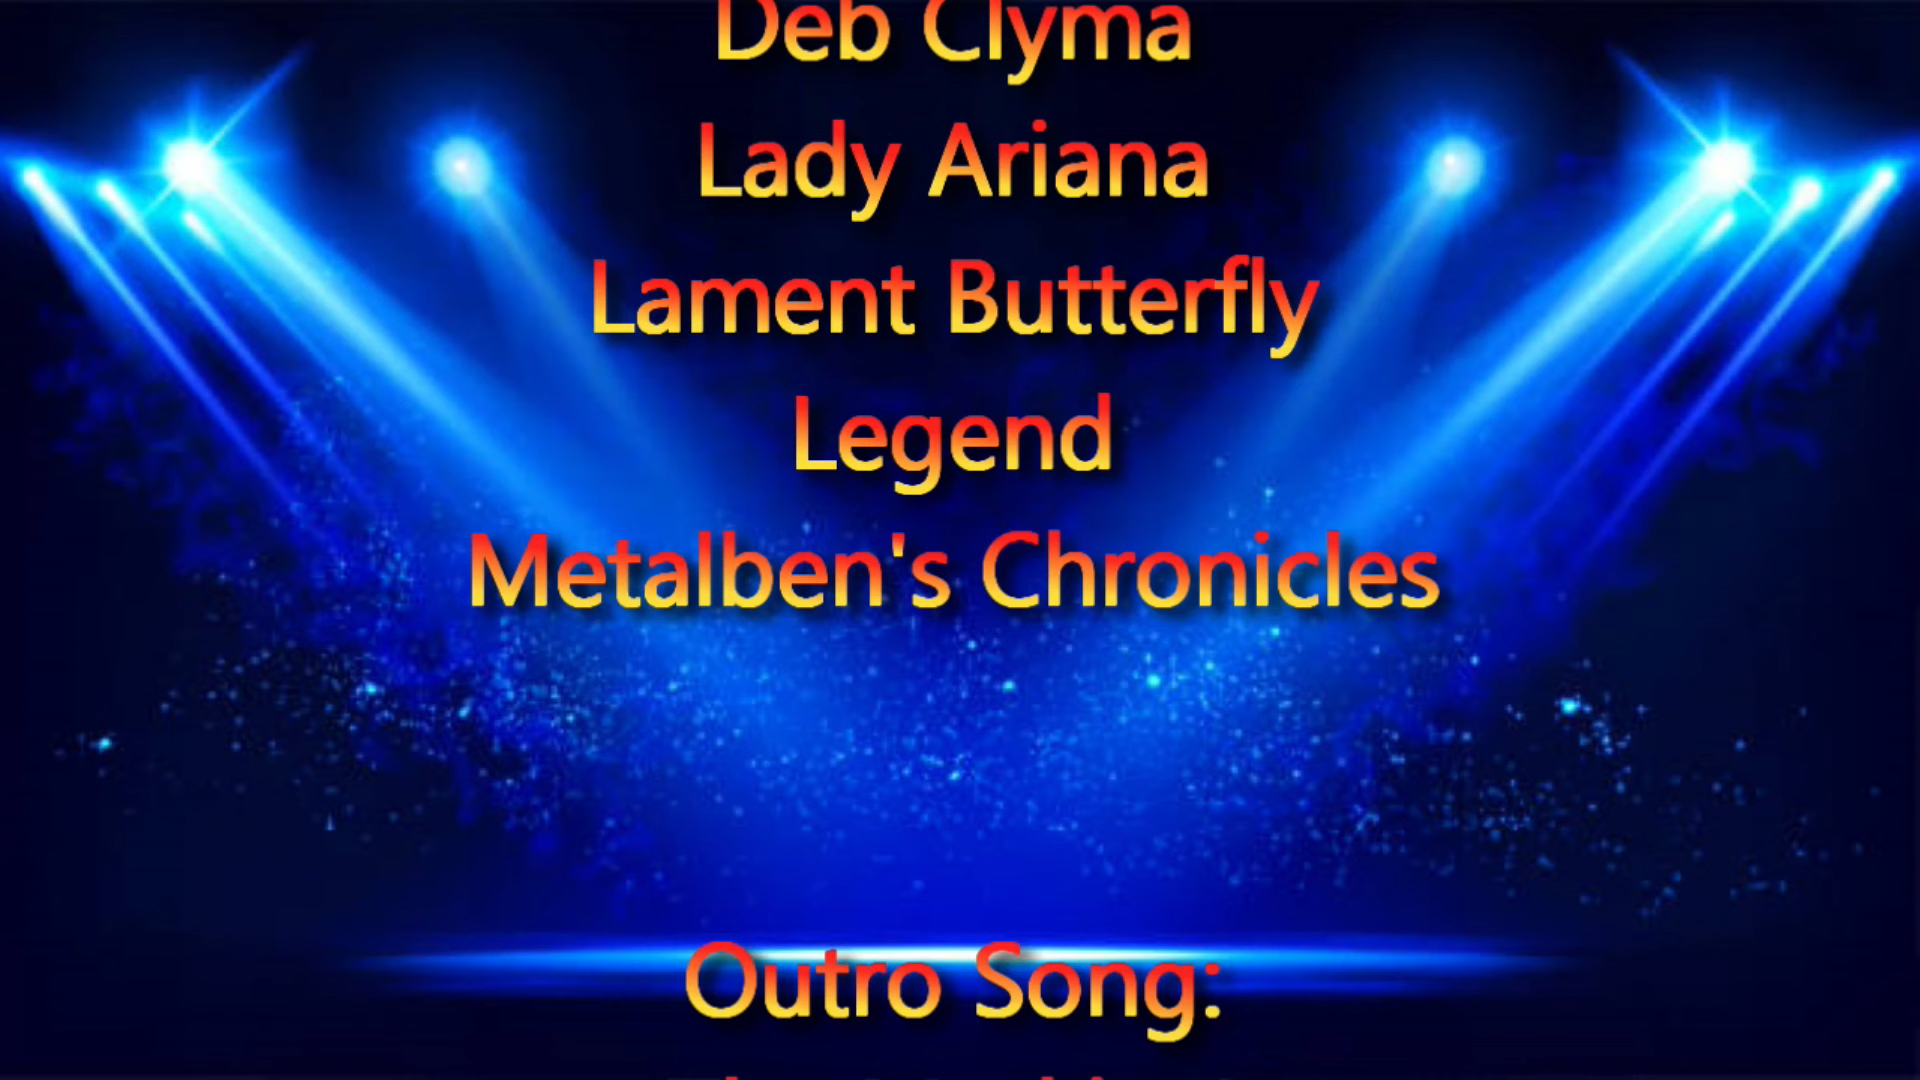 Deb Clyma
Lady Ariana
Lament Butterfly
Legend
Metalben's Chronicles
Outro Song: